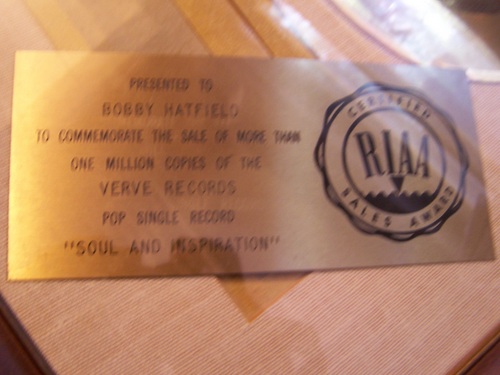 PRESENTED TO
BOBBY HATFIELD
TO COMMEMORATE THE SALE OF MORE THAN
ONE MILLION COPIES OF THE
VERVE RECORDS
POP SINGLE RECORD
"SOUL AND INSPIRATION"
CERTIFIED
RIAA
SALES AWARD